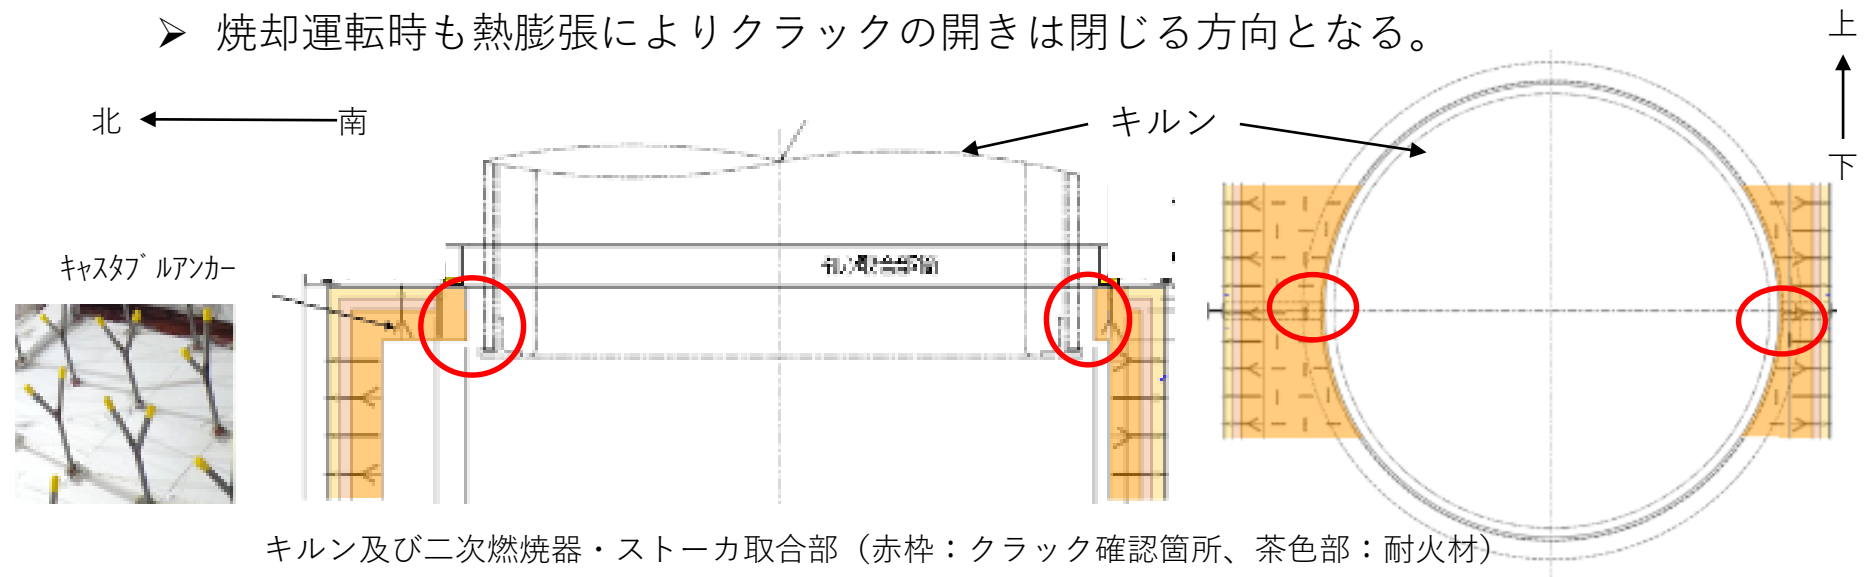 ➢ 焼却運転時も熱膨張によりクラックの開きは閉じる方向となる。
上
北
南
キルン
下
ｷｬｽﾀﾌﾞﾙｱﾝｶｰ
キルン及び二次燃焼器・ストーカ取合部（赤枠：クラック確認箇所、茶色部：耐火材）